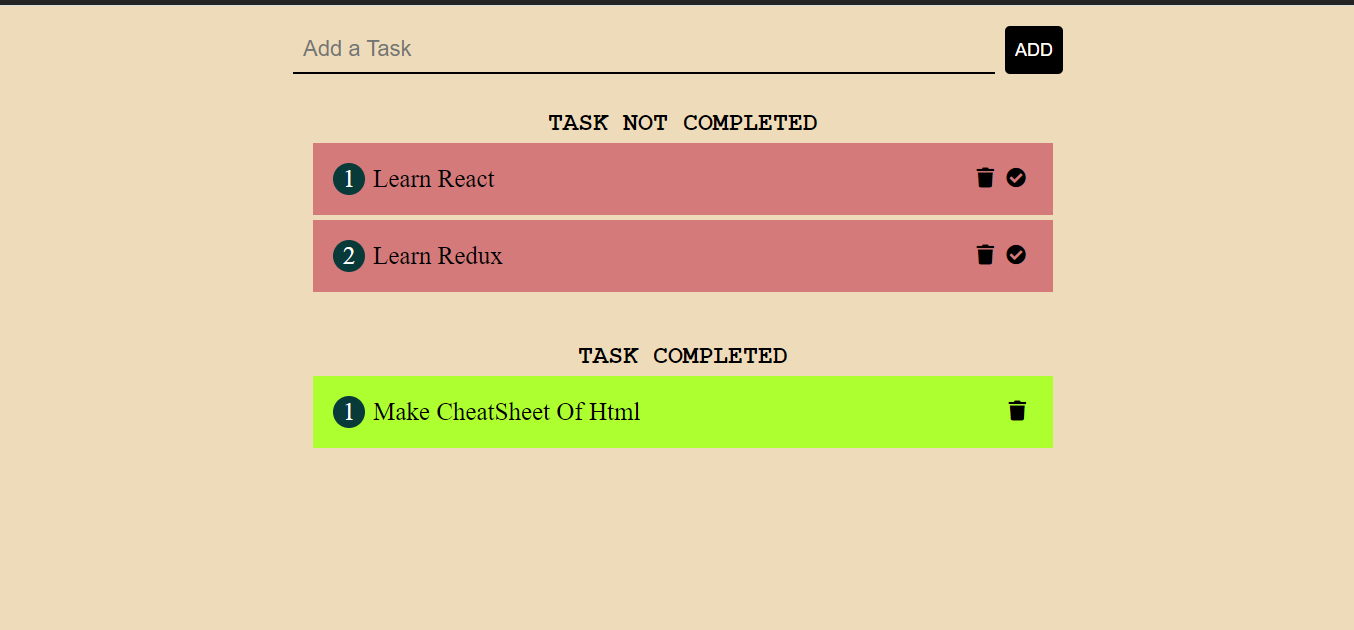 Add a Task
ADD
TASK NOT COMPLETED
1 Learn React
2 Learn Redux
TASK COMPLETED
1 Make CheatSheet Of Html